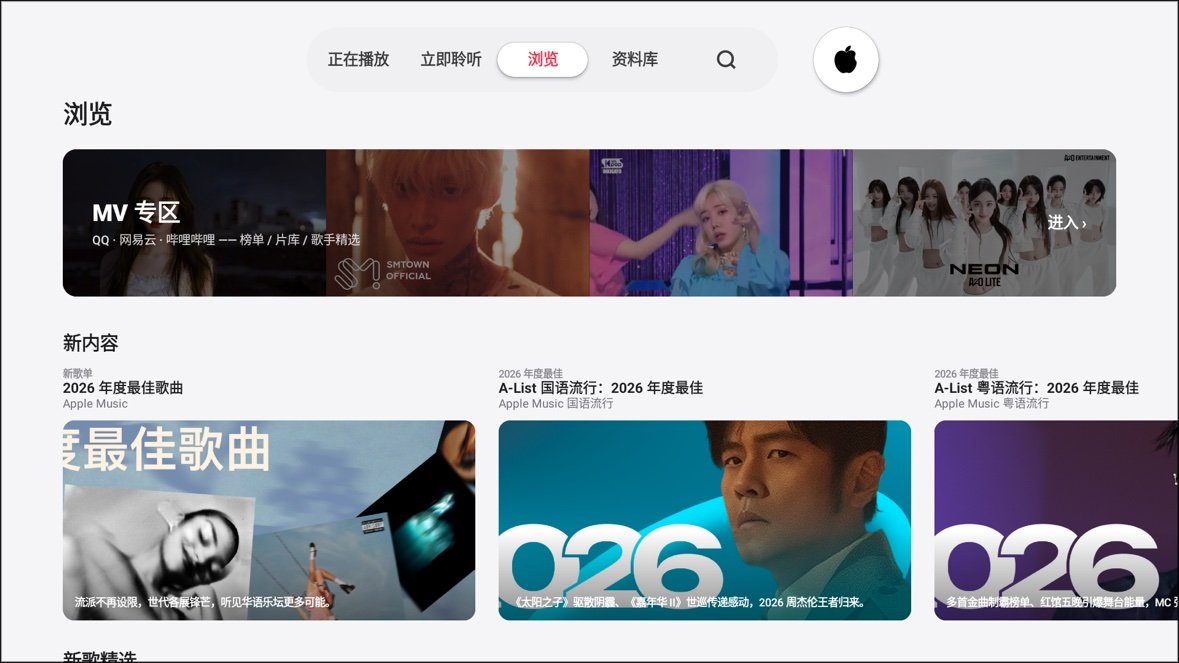 正在播放
立即聆听
浏览
资料库
浏览
MV 专区
QQ · 网易云 · 哔哩哔哩 —— 榜单 / 片库 / 歌手精选
进入 ›
SMTOWN
OFFICIAL
NEON
新内容
新歌单
2026 年度最佳歌曲
Apple Music
度最佳歌曲
流派不再设限，世代各展锋芒，听见华语乐坛更多可能。
2026 年度最佳
A-List 国语流行：2026 年度最佳
Apple Music 国语流行
026
《太阳之子》驱散阴霾、《嘉年华 II》世巡传递感动，2026 周杰伦王者归来。
2026 年度最佳
A-List 粤语流行：2026 年度最佳
Apple Music 粤语流行
026
多首金曲制霸榜单、红馆五晚引爆舞台能量，MC 张
新歌精选